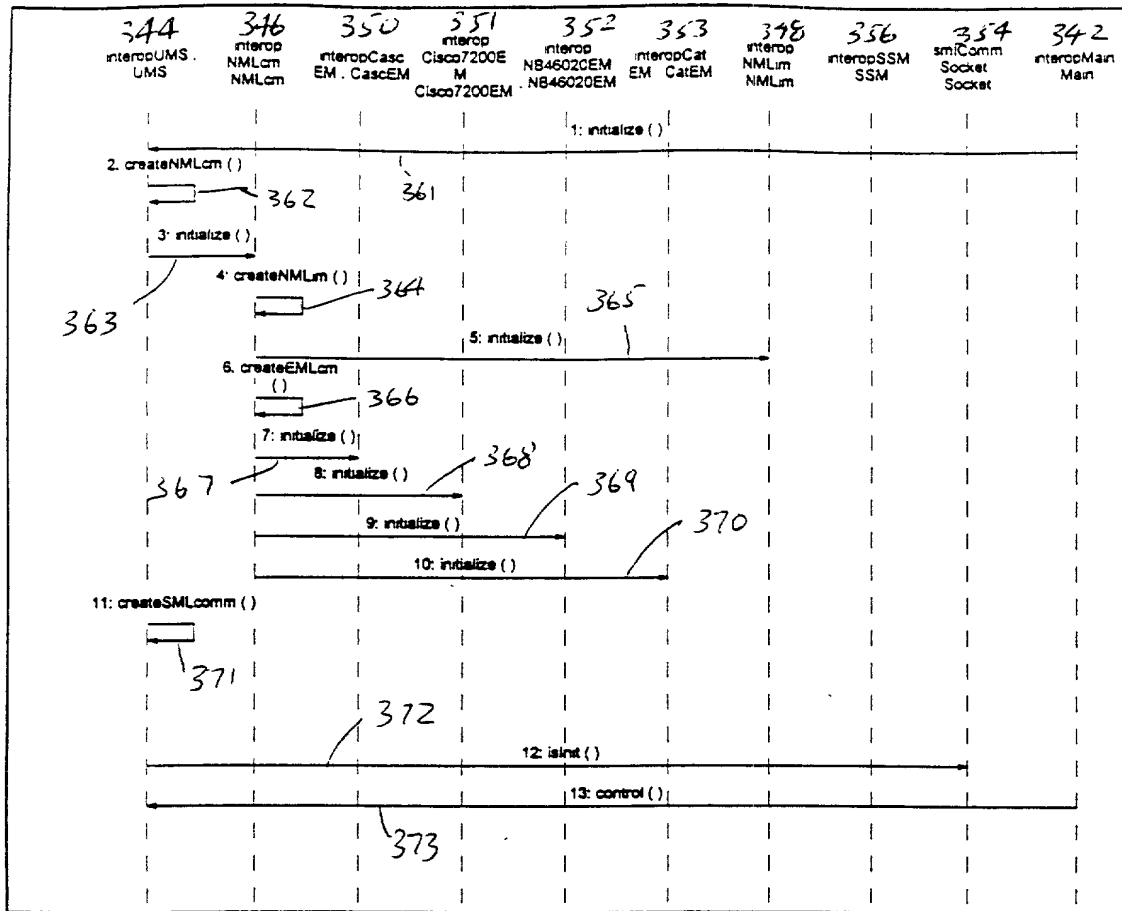 344 346 350 351 352 353 348 356 354 342
interopUMS . UMS
interop NMLcm NMLcm
interopCasc EM . CascEM
interop Cisco7200E M Cisco7200EM
interop NB46020EM . NB46020EM
interopCat EM CatEM
interop NMLim NMLim
interopSSM SSM
smlComm Socket Socket
interopMain Main
1: initialize ( )
361
2. createNMLcm ( )
362
3: initialize ( )
363
4: createNMLim ( )
364
365
5: initialize ( )
6. createEMLcm
( )
366
7: initialize ( )
367
368
8: initialize ( )
369
9: initialize ( )
370
10: initialize ( )
11: createSMLcomm ( )
371
372
12: isInit ( )
13: control ( )
373